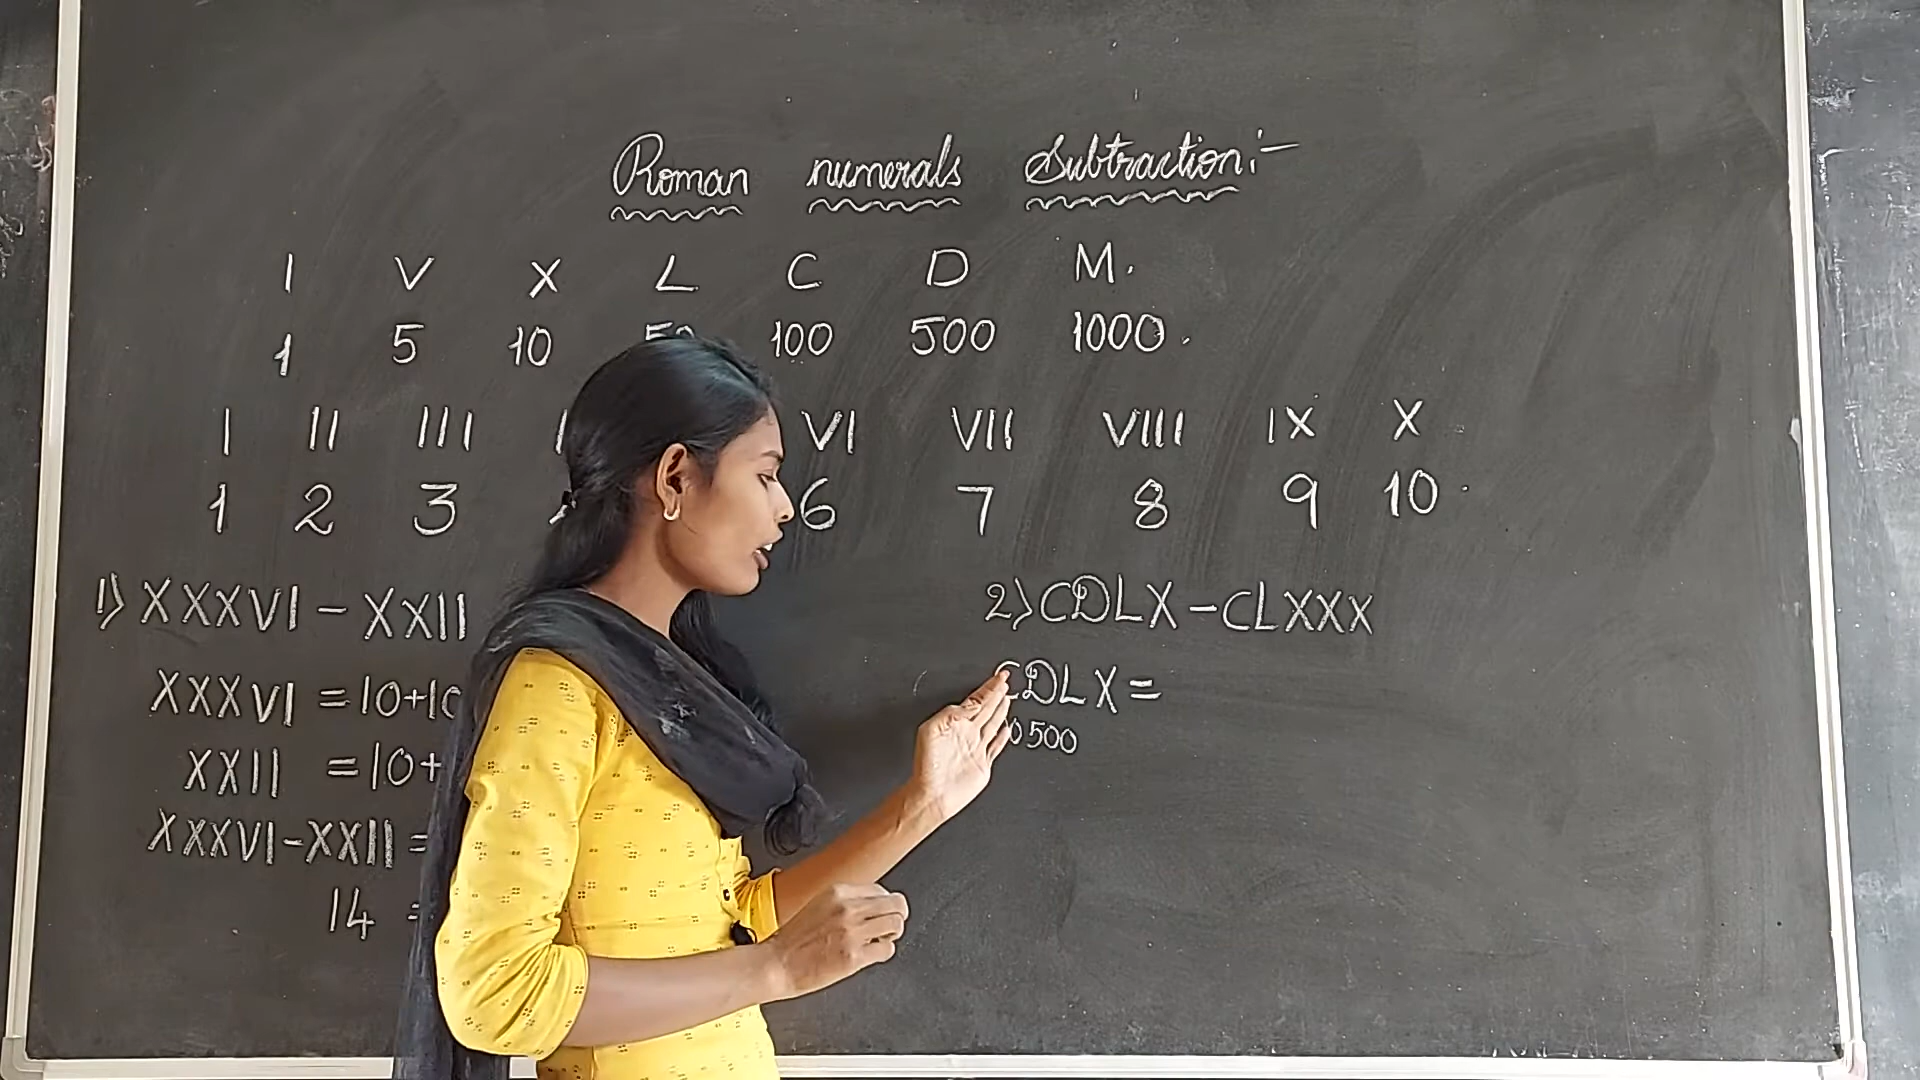 Roman numerals Subtraction:-
I V X L C D M.
1 5 10 50 100 500 1000.
I II III VI VII VIII IX X
1 2 3 6 7 8 9 10.
1) XXXVI - XXII
2) CDLX - CLXXX
XXXVI = 10+10
CDLX =
500
XXII = 10+
XXXVI-XXII =
14 =